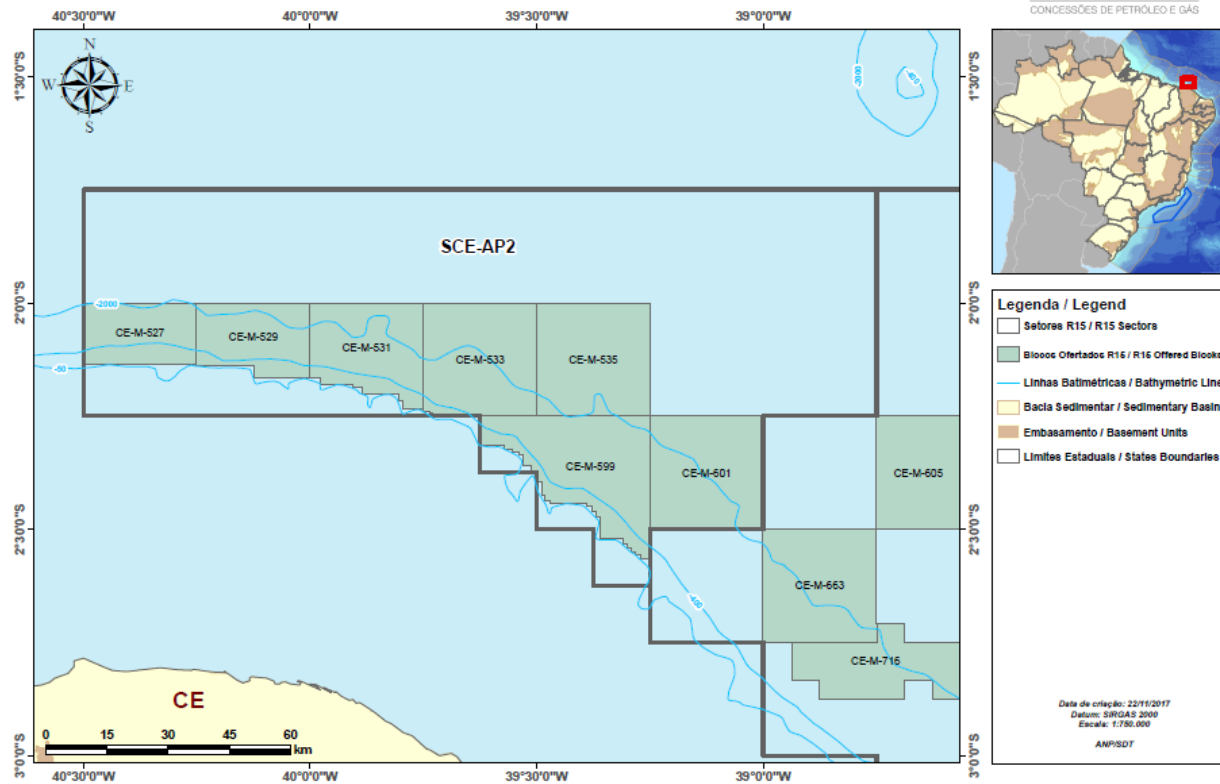 CONCESSÕES DE PETRÓLEO E GÁS
40°30'0"W 40°0'0"W 39°30'0"W 39°0'0"W
N
W E
S
1°30'0"S 1°30'0"S
-2000
-400
SCE-AP2
2°0'0"S 2°0'0"S
-2000
CE-M-527
CE-M-529
CE-M-531
CE-M-533
CE-M-535
-50
CE-M-599
CE-M-601
CE-M-605
2°30'0"S 2°30'0"S
CE-M-663
-400
CE-M-716
CE
0 15 30 45 60
km
3°0'0"S 3°0'0"S
40°30'0"W 40°0'0"W 39°30'0"W 39°0'0"W
Legenda / Legend
Setores R15 / R15 Sectors
Blocos Ofertados R15 / R15 Offered Blocks
Linhas Batimétricas / Bathymetric Line
Bacia Sedimentar / Sedimentary Basin
Embasamento / Basement Units
Limites Estaduais / States Boundaries
Data de criação: 22/11/2017
Datum: SIRGAS 2000
Escala: 1:750.000
ANP/SDT